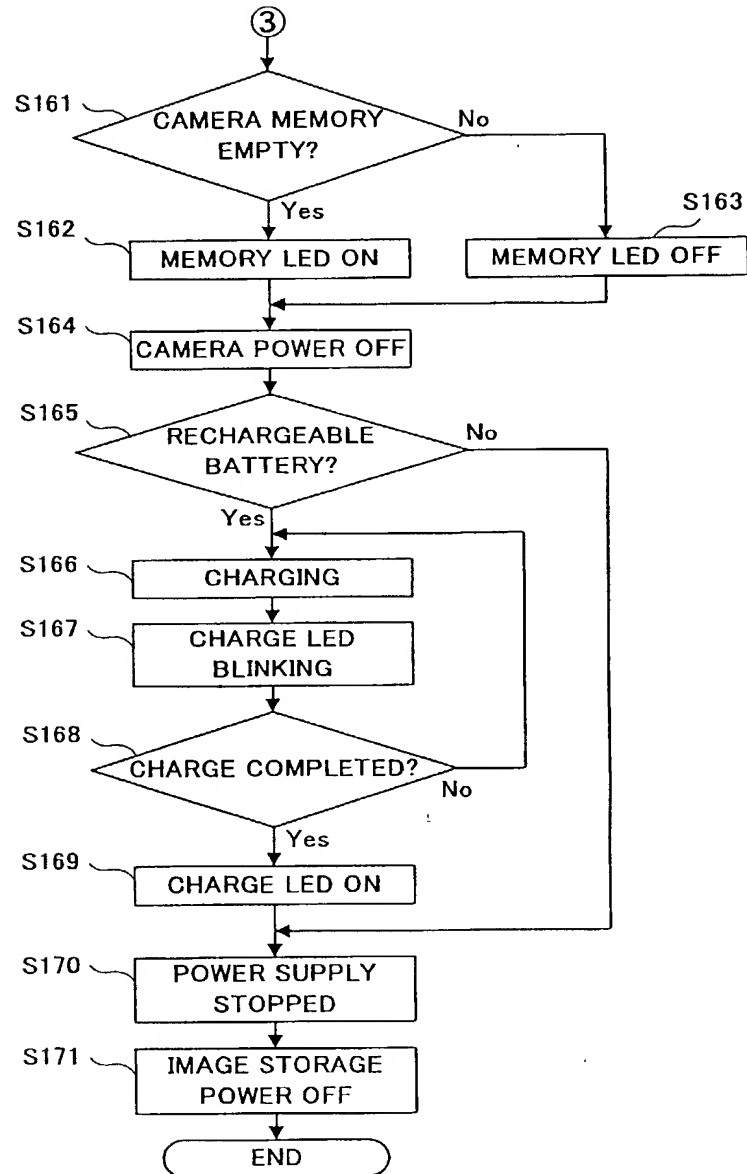 3
S161
CAMERA MEMORY
EMPTY?
No
Yes
S162
MEMORY LED ON
S163
MEMORY LED OFF
S164
CAMERA POWER OFF
S165
RECHARGEABLE
BATTERY?
No
Yes
S166
CHARGING
S167
CHARGE LED
BLINKING
S168
CHARGE COMPLETED?
No
Yes
S169
CHARGE LED ON
S170
POWER SUPPLY
STOPPED
S171
IMAGE STORAGE
POWER OFF
END